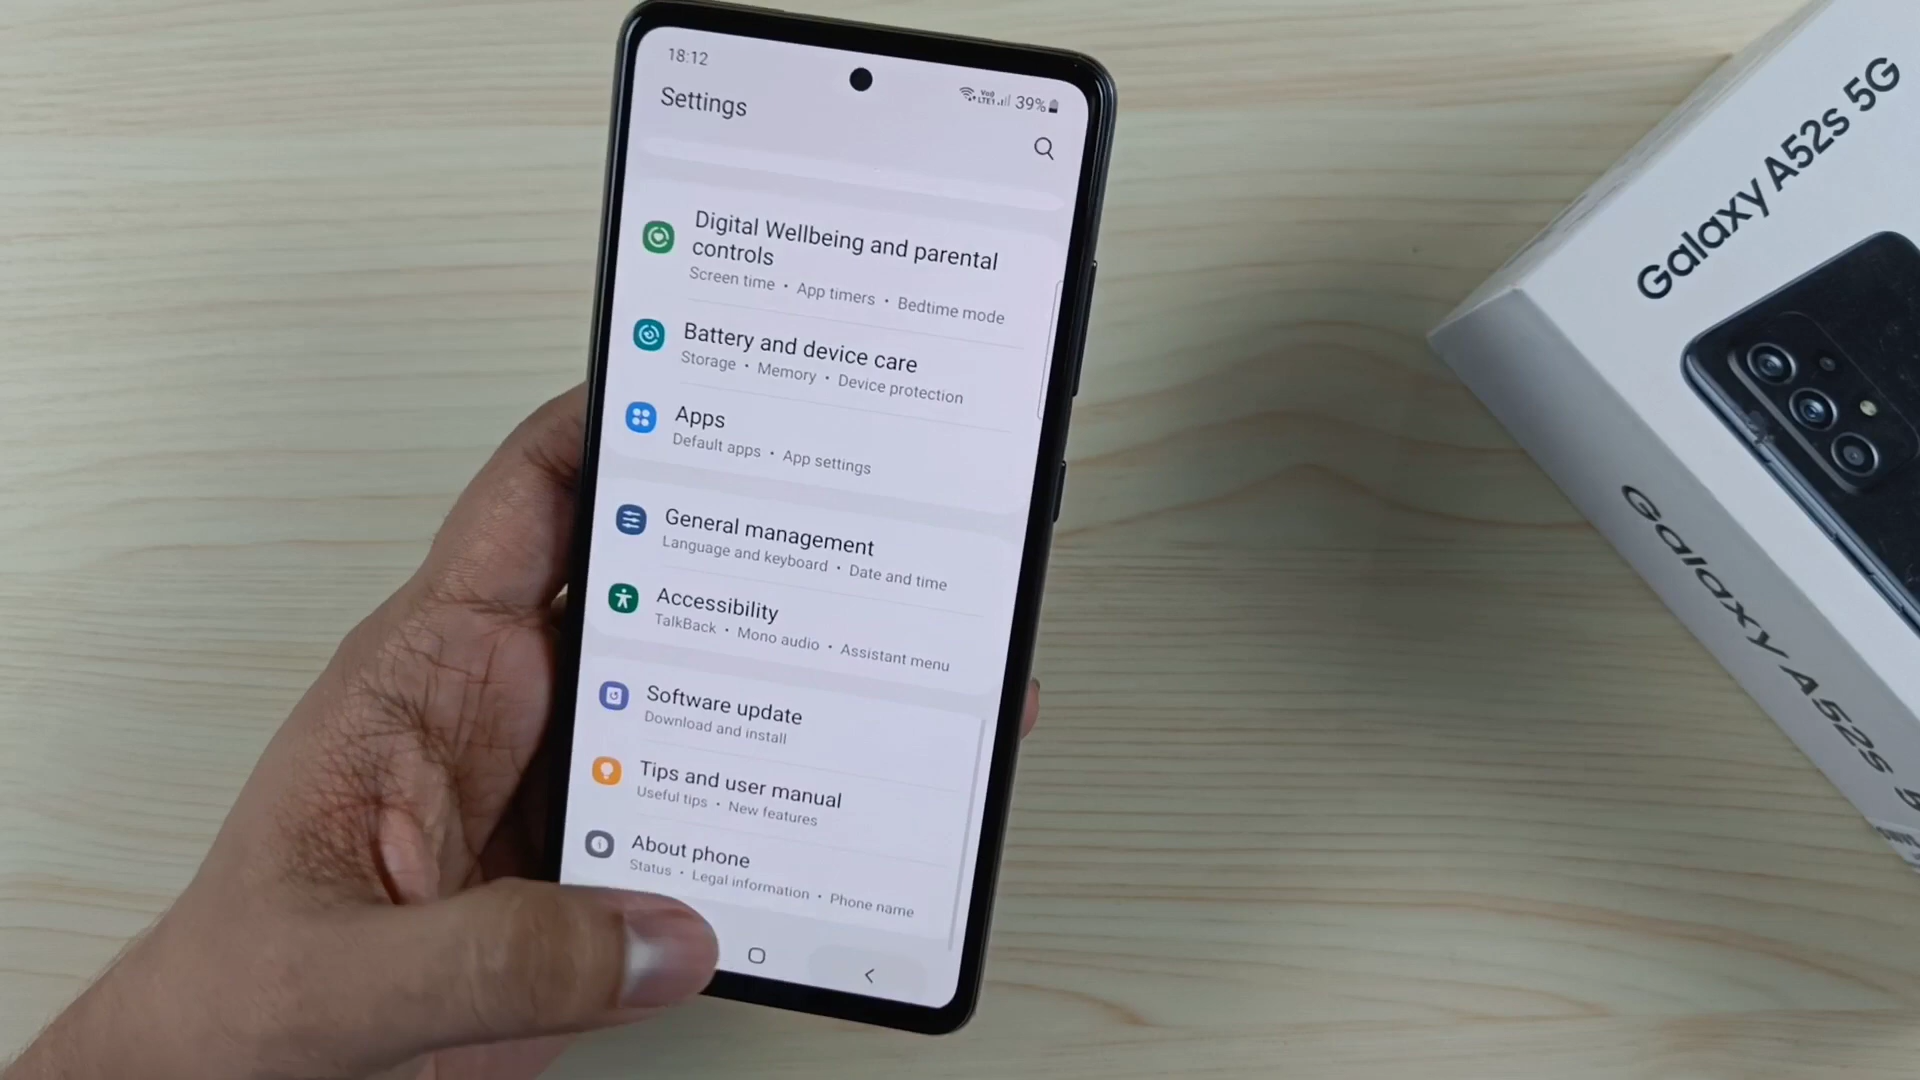 18:12
VoD LTE1 39%
Settings
Digital Wellbeing and parental
controls
Screen time • App timers • Bedtime mode
Battery and device care
Storage • Memory • Device protection
Apps
Default apps • App settings
General management
Language and keyboard • Date and time
Accessibility
TalkBack • Mono audio • Assistant menu
Software update
Download and install
Tips and user manual
Useful tips • New features
About phone
Status • Legal information • Phone name
Galaxy A52s 5G
Galaxy A52s 5